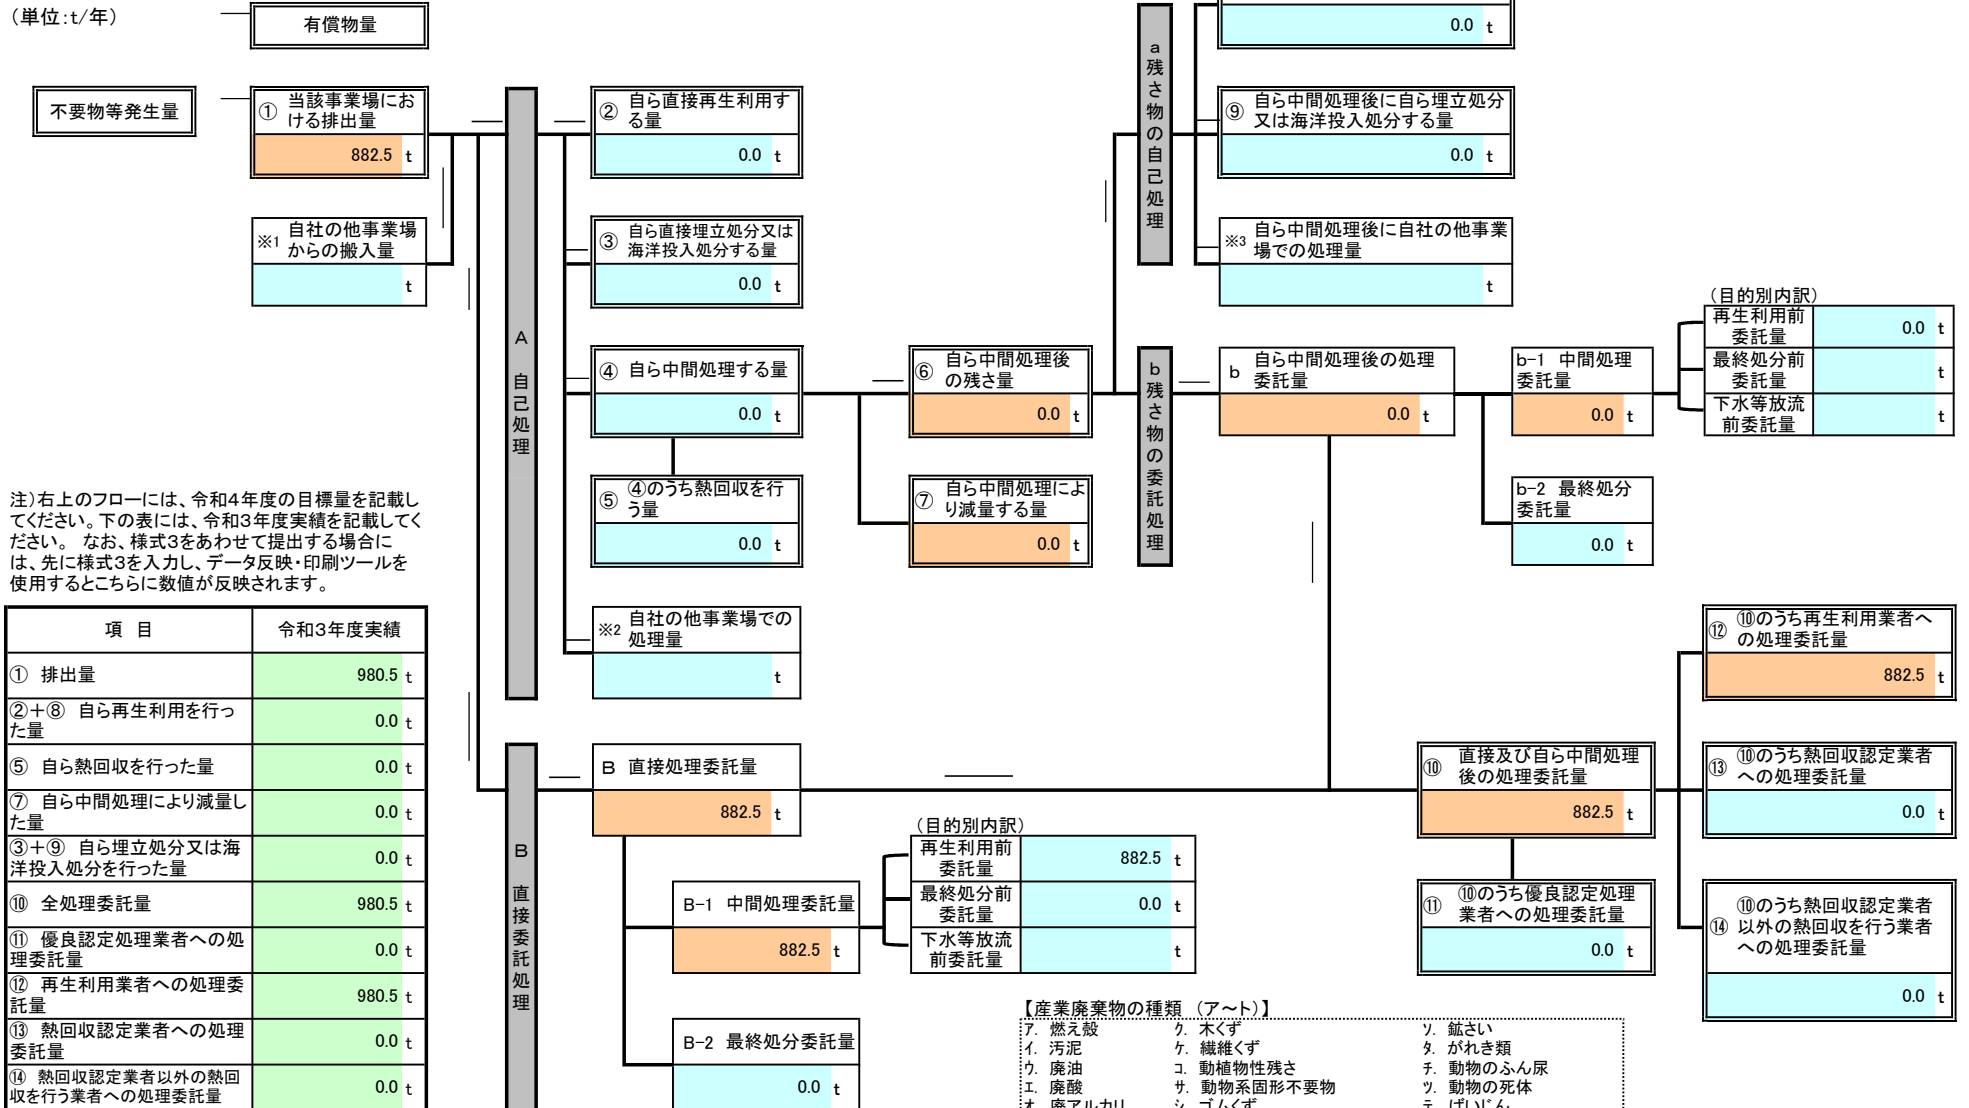 （単位:t/年）
有償物量
不要物等発生量
① 当該事業場にお
ける排出量
882.5 t
※1 自社の他事業場
からの搬入量
t
A 自己処理
② 自ら直接再生利用す
る量
0.0 t
③ 自ら直接埋立処分又は
海洋投入処分する量
0.0 t
④ 自ら中間処理する量
0.0 t
⑤ ④のうち熱回収を行
う量
0.0 t
※2 自社の他事業場での
処理量
t
⑥ 自ら中間処理後
の残さ量
0.0 t
⑦ 自ら中間処理によ
り減量する量
0.0 t
a残さ物の自己処理
0.0 t
⑨ 自ら中間処理後に自ら埋立処分
又は海洋投入処分する量
0.0 t
※3 自ら中間処理後に自社の他事業
場での処理量
t
b残さ物の委託処理
b 自ら中間処理後の処理
委託量
0.0 t
b-1 中間処理
委託量
0.0 t
（目的別内訳）
再生利用前
委託量
0.0 t
最終処分前
委託量
t
下水等放流
前委託量
t
b-2 最終処分
委託量
0.0 t
注）右上のフローには、令和４年度の目標量を記載し
てください。下の表には、令和３年度実績を記載してく
ださい。 なお、様式３をあわせて提出する場合に
は、先に様式３を入力し、データ反映・印刷ツールを
使用するとこちらに数値が反映されます。
項 目 令和３年度実績
① 排出量 980.5 t
②＋⑧ 自ら再生利用を行っ
た量 0.0 t
⑤ 自ら熱回収を行った量 0.0 t
⑦ 自ら中間処理により減量し
た量 0.0 t
③＋⑨ 自ら埋立処分又は海
洋投入処分を行った量 0.0 t
⑩ 全処理委託量 980.5 t
⑪ 優良認定処理業者への処
理委託量 0.0 t
⑫ 再生利用業者への処理委
託量 980.5 t
⑬ 熱回収認定業者への処理
委託量 0.0 t
⑭ 熱回収認定業者以外の熱回
収を行う業者への処理委託量 0.0 t
B 直接委託処理
B 直接処理委託量
882.5 t
B-1 中間処理委託量
882.5 t
（目的別内訳）
再生利用前
委託量
882.5 t
最終処分前
委託量
0.0 t
下水等放流
前委託量
t
B-2 最終処分委託量
0.0 t
⑩ 直接及び自ら中間処理
後の処理委託量
882.5 t
⑪ ⑩のうち優良認定処理
業者への処理委託量
0.0 t
⑫ ⑩のうち再生利用業者へ
の処理委託量
882.5 t
⑬ ⑩のうち熱回収認定業者
への処理委託量
0.0 t
⑭ ⑩のうち熱回収認定業者
以外の熱回収を行う業者
への処理委託量
0.0 t
【産業廃棄物の種類 （ア～ト）】
ア. 燃え殻 ク. 木くず ソ. 鉱さい
イ. 汚泥 ケ. 繊維くず タ. がれき類
ウ. 廃油 コ. 動植物性残さ チ. 動物のふん尿
エ. 廃酸 サ. 動物系固形不要物 ツ. 動物の死体
オ. 廃アルカリ シ. ゴムくず テ. ばいじん